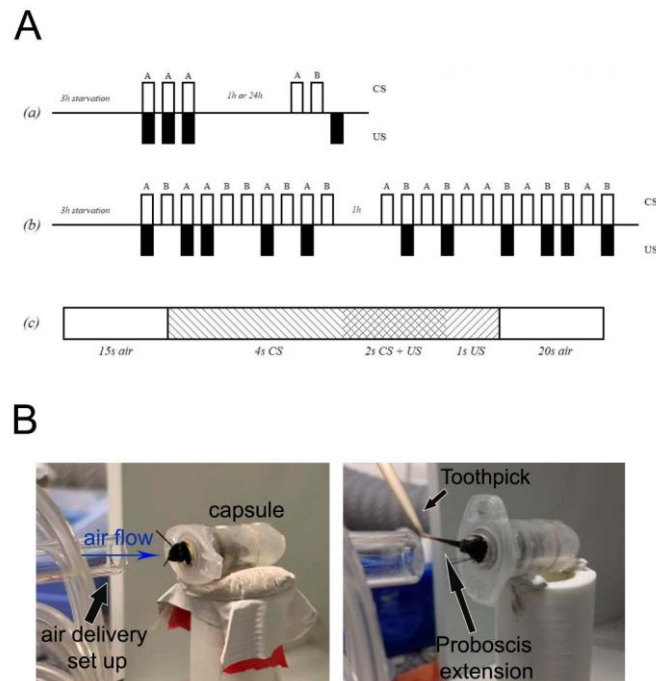 A
A A A A B
3h starvation 1h or 24h CS
(a)
US
A B A A B B A B A B A B A B A A B A B B A B
3h starvation 1h CS
(b)
US
(c)
15s air 4s CS 2s CS + US 1s US 20s air
B
Toothpick
capsule
air flow
air delivery
set up
Proboscis
extension